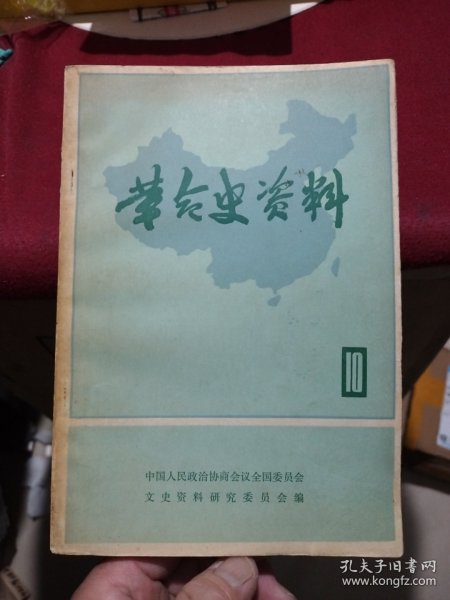 革命史资料
10
中国人民政治协商会议全国委员会
文史资料研究委员会编
孔夫子旧书网
www.kongfz.com